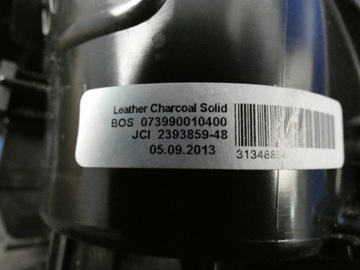 Leather Charcoal Solid
BOS 073990010400
JCI 2393859-48
05.09.2013